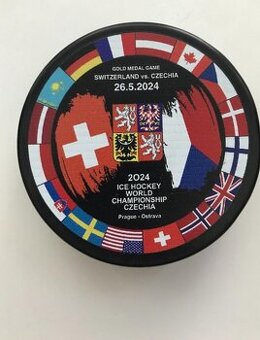 GOLD MEDAL GAME
SWITZERLAND vs. CZECHIA
26.5.2024
2024
ICE HOCKEY
WORLD
CHAMPIONSHIP
CZECHIA
Prague - Ostrava